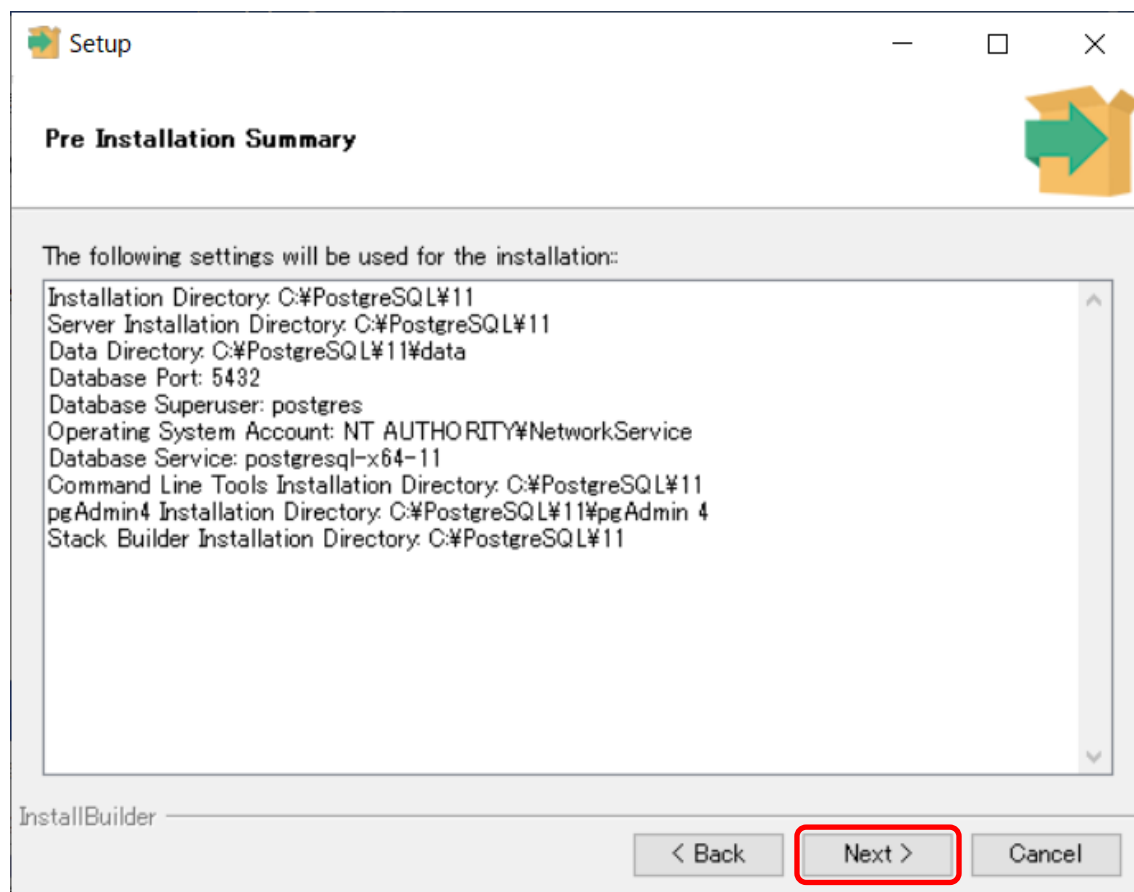 Setup
Pre Installation Summary
The following settings will be used for the installation::
Installation Directory: C:¥PostgreSQL¥11
Server Installation Directory: C:¥PostgreSQL¥11
Data Directory: C:¥PostgreSQL¥11¥data
Database Port: 5432
Database Superuser: postgres
Operating System Account: NT AUTHORITY¥NetworkService
Database Service: postgresql-x64-11
Command Line Tools Installation Directory: C:¥PostgreSQL¥11
pgAdmin4 Installation Directory: C:¥PostgreSQL¥11¥pgAdmin 4
Stack Builder Installation Directory: C:¥PostgreSQL¥11
InstallBuilder
< Back
Next >
Cancel